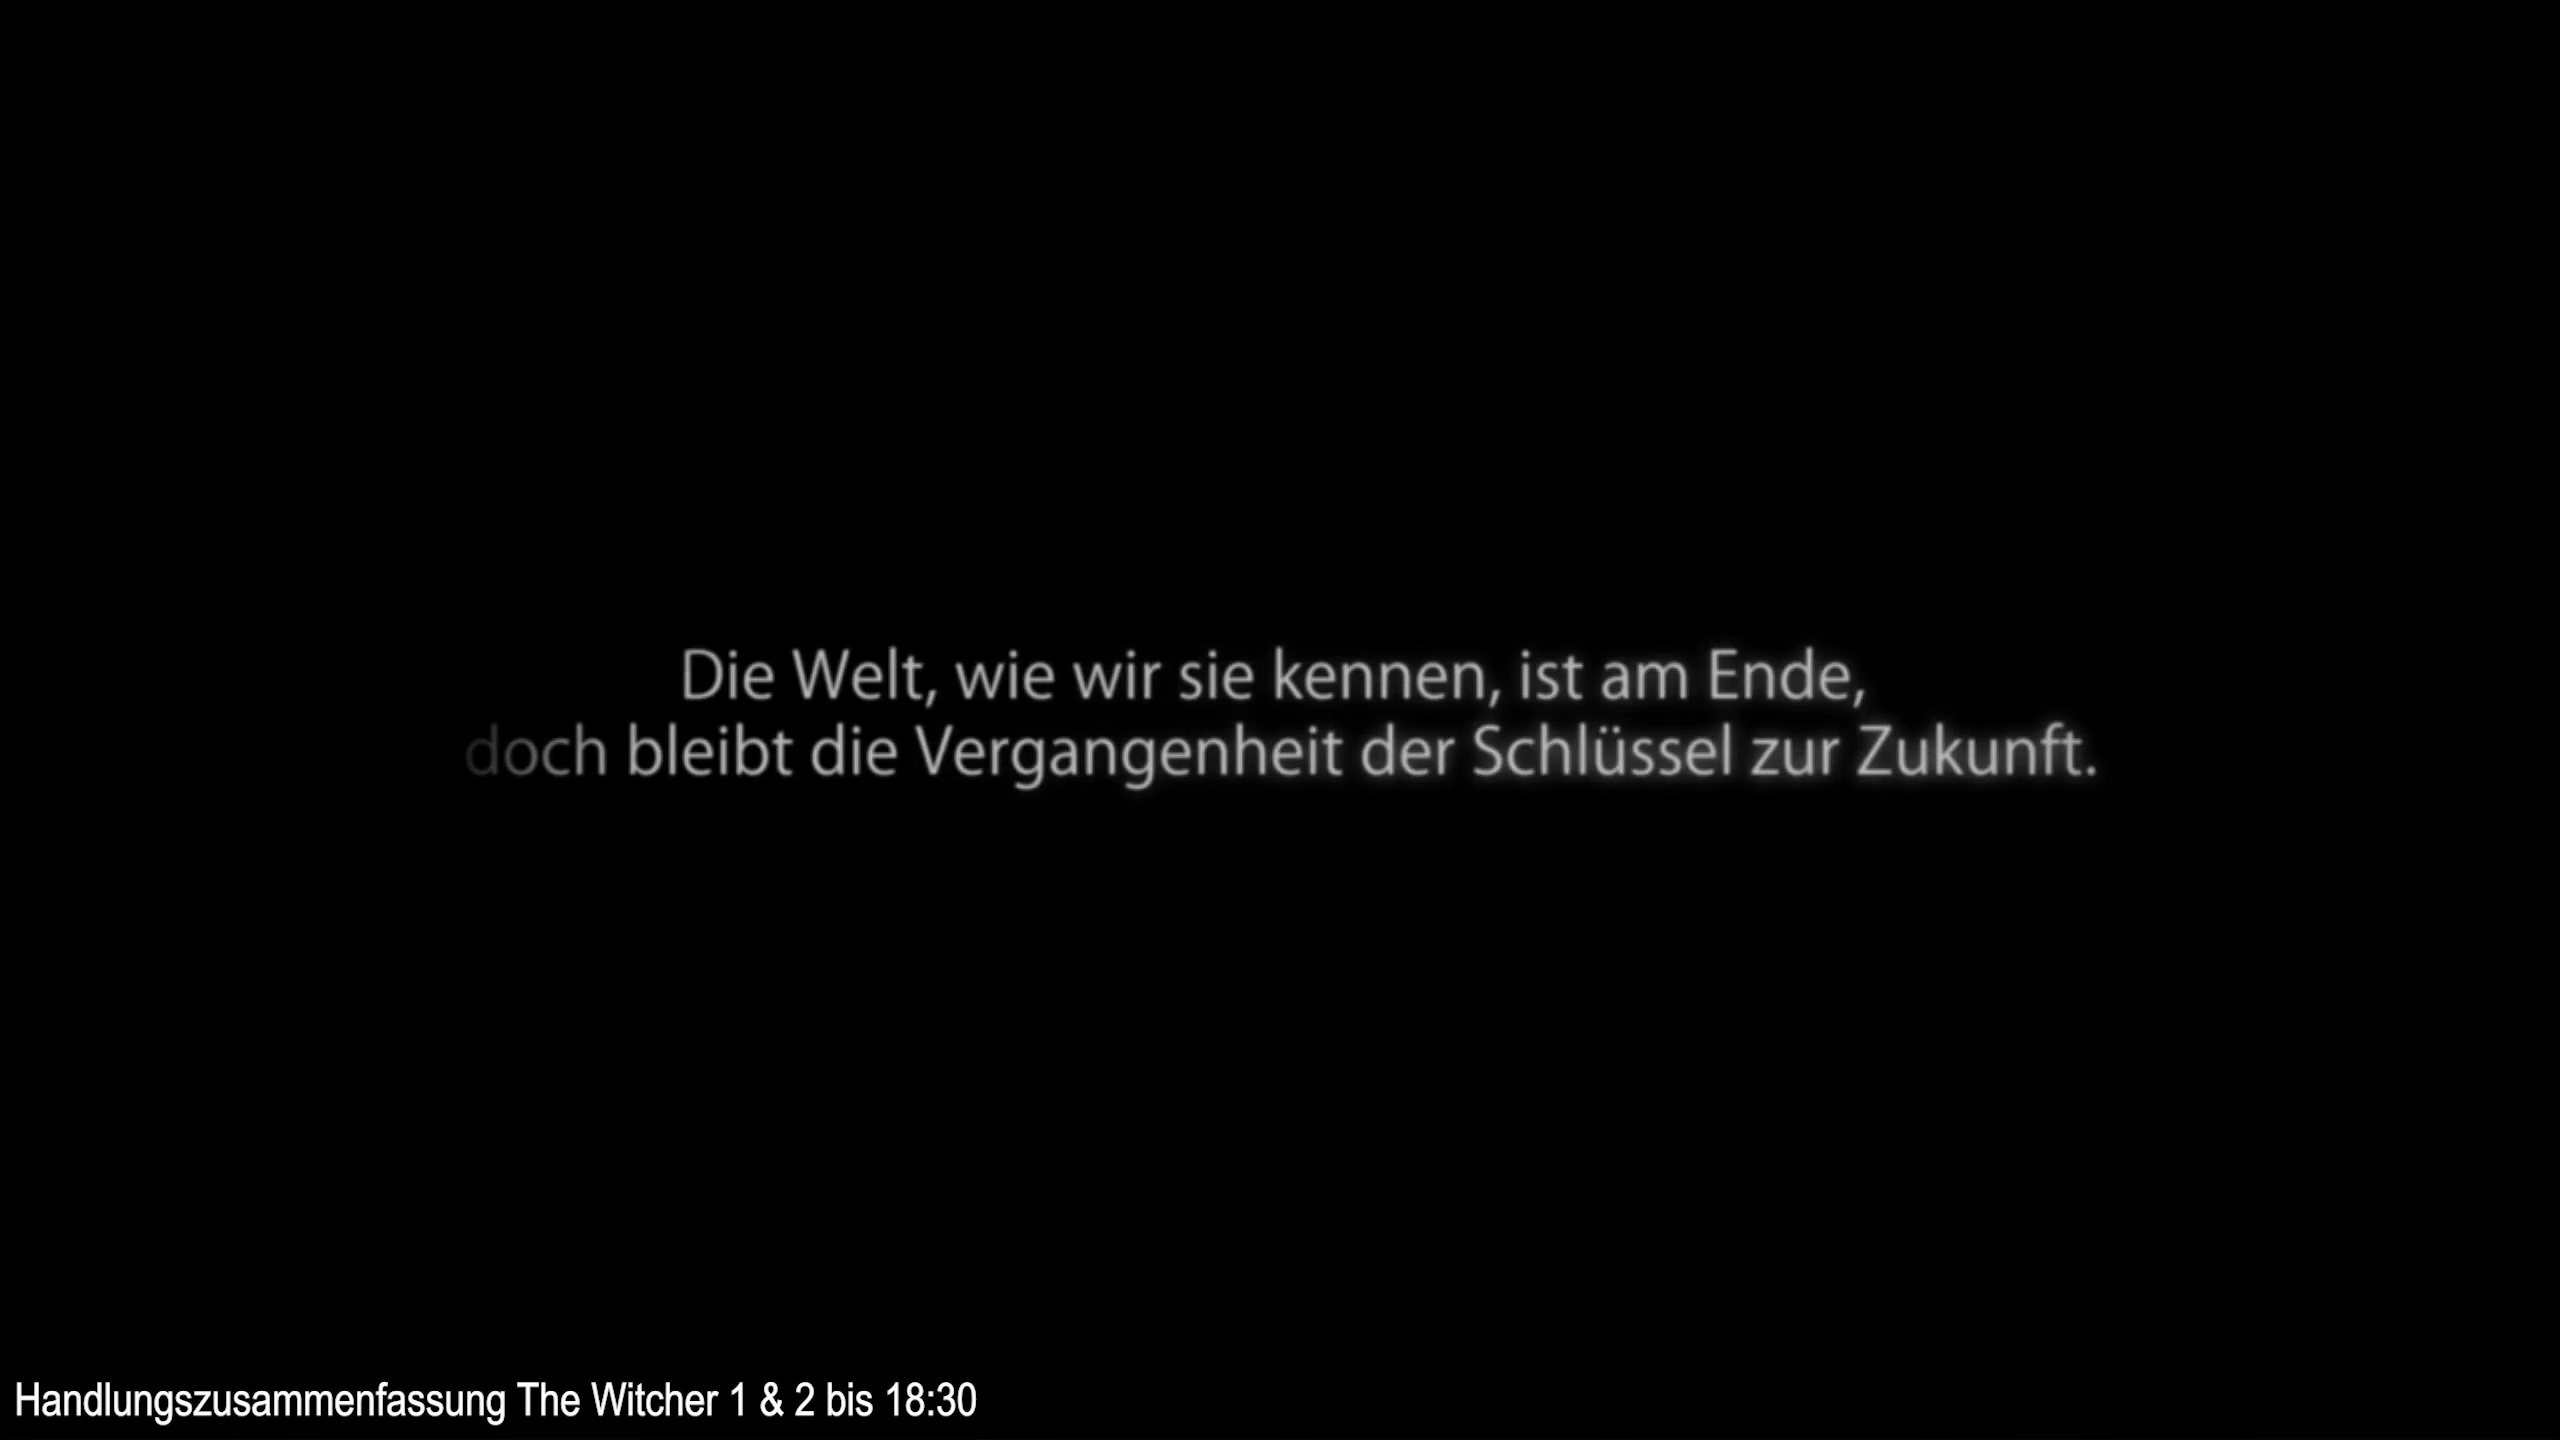 Die Welt, wie wir sie kennen, ist am Ende,
doch bleibt die Vergangenheit der Schlüssel zur Zukunft.
Handlungszusammenfassung The Witcher 1 & 2 bis 18:30